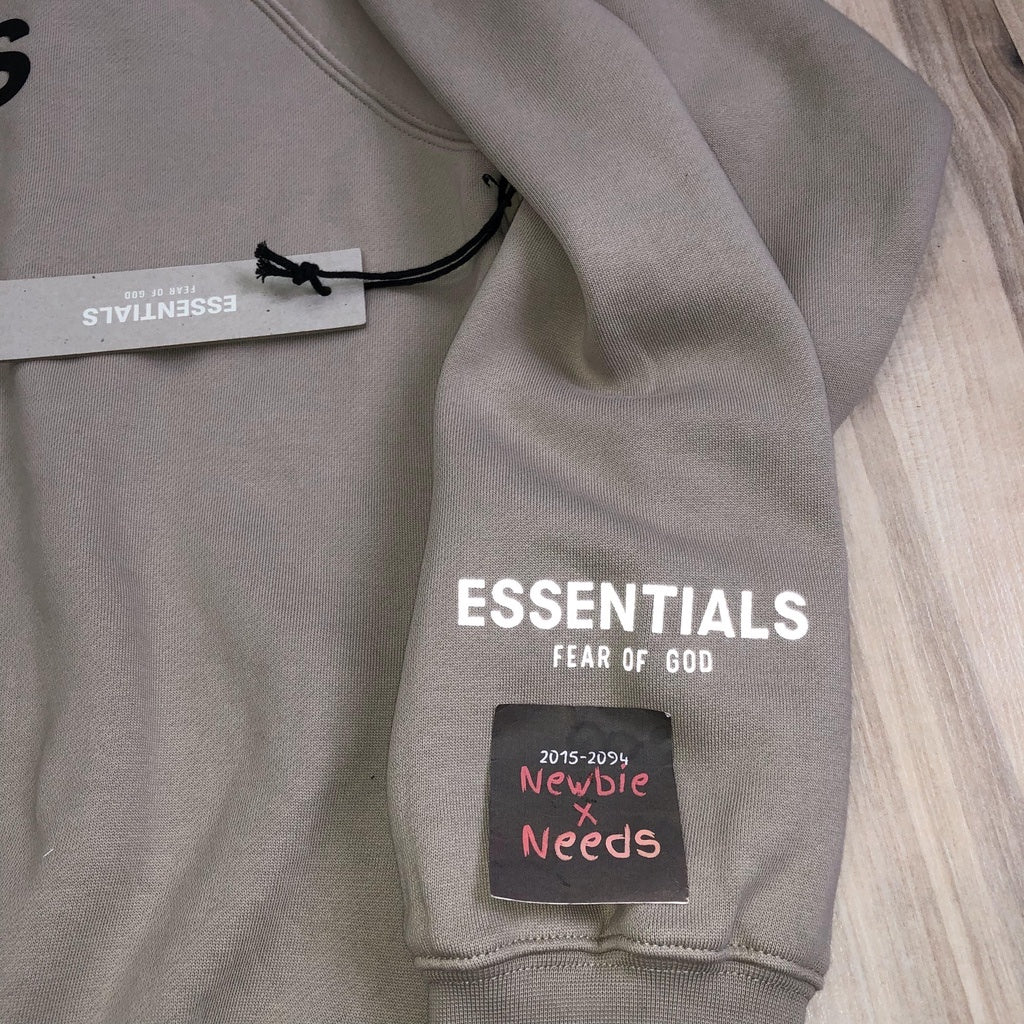 S
ESSENTIALS
FEAR OF GOD
ESSENTIALS
FEAR OF GOD
2015-2094
Newbie
X
Needs